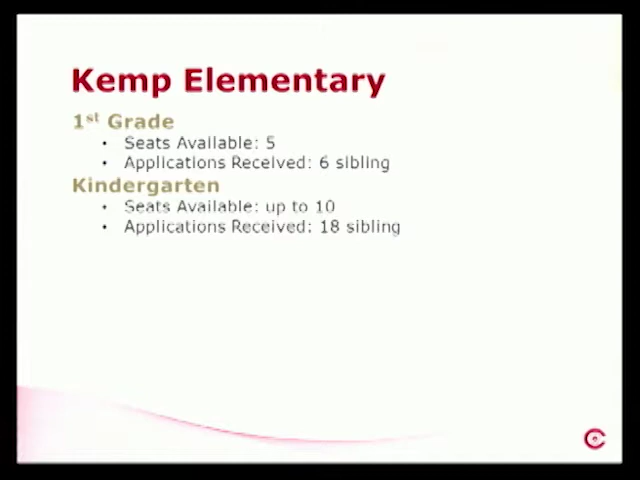 Kemp Elementary
1st Grade
• Seats Available: 5
• Applications Received: 6 sibling
Kindergarten
• Seats Available: up to 10
• Applications Received: 18 sibling